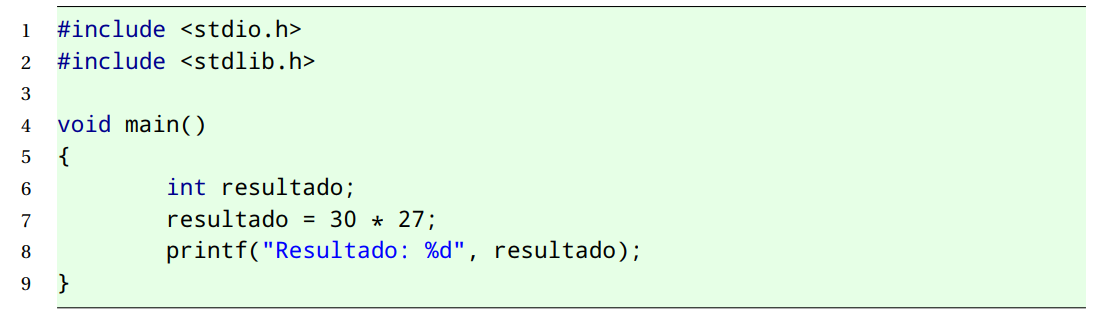 1 #include <stdio.h>
2 #include <stdlib.h>
3
4 void main()
5 {
6 int resultado;
7 resultado = 30 * 27;
8 printf("Resultado: %d", resultado);
9 }